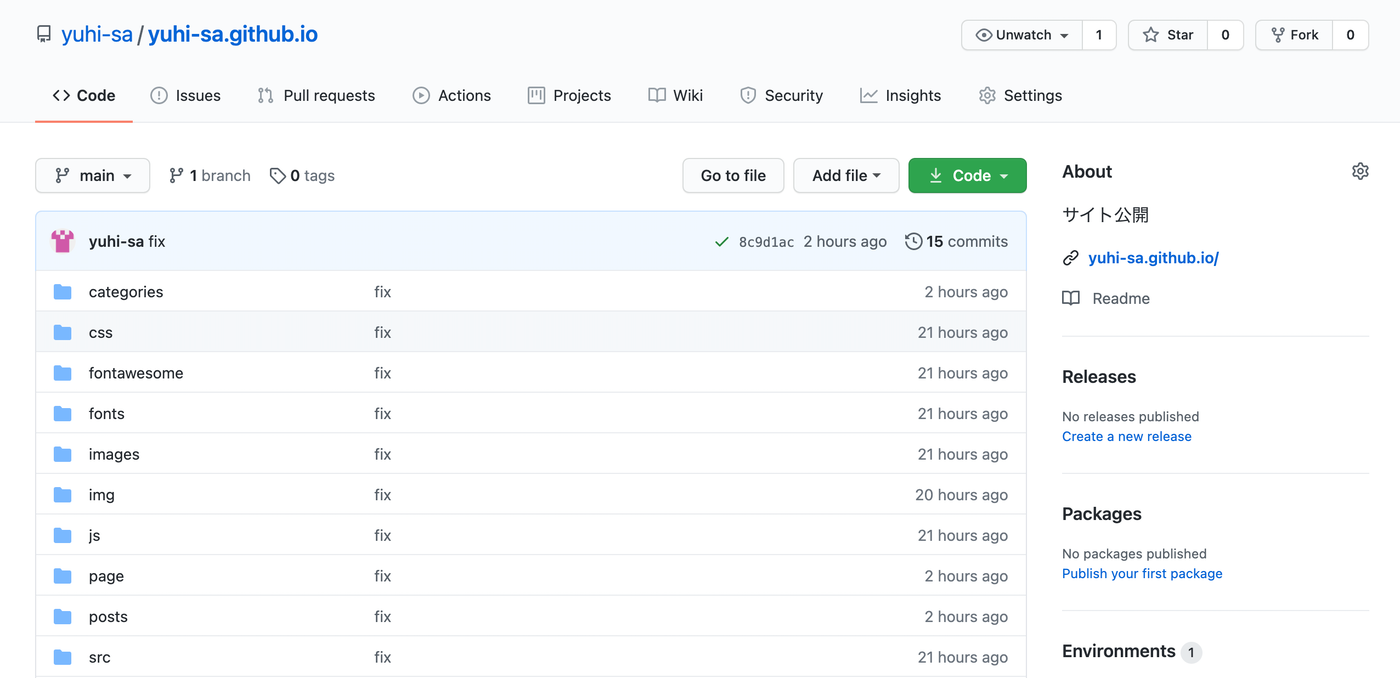 yuhi-sa / yuhi-sa.github.io
Unwatch 1 Star 0 Fork 0
Code Issues Pull requests Actions Projects Wiki Security Insights Settings
main 1 branch 0 tags Go to file Add file Code
yuhi-sa fix 8c9d1ac 2 hours ago 15 commits
categories fix 2 hours ago
css fix 21 hours ago
fontawesome fix 21 hours ago
fonts fix 21 hours ago
images fix 21 hours ago
img fix 20 hours ago
js fix 21 hours ago
page fix 2 hours ago
posts fix 2 hours ago
src fix 21 hours ago
About
サイト公開
yuhi-sa.github.io/
Readme
Releases
No releases published
Create a new release
Packages
No packages published
Publish your first package
Environments 1